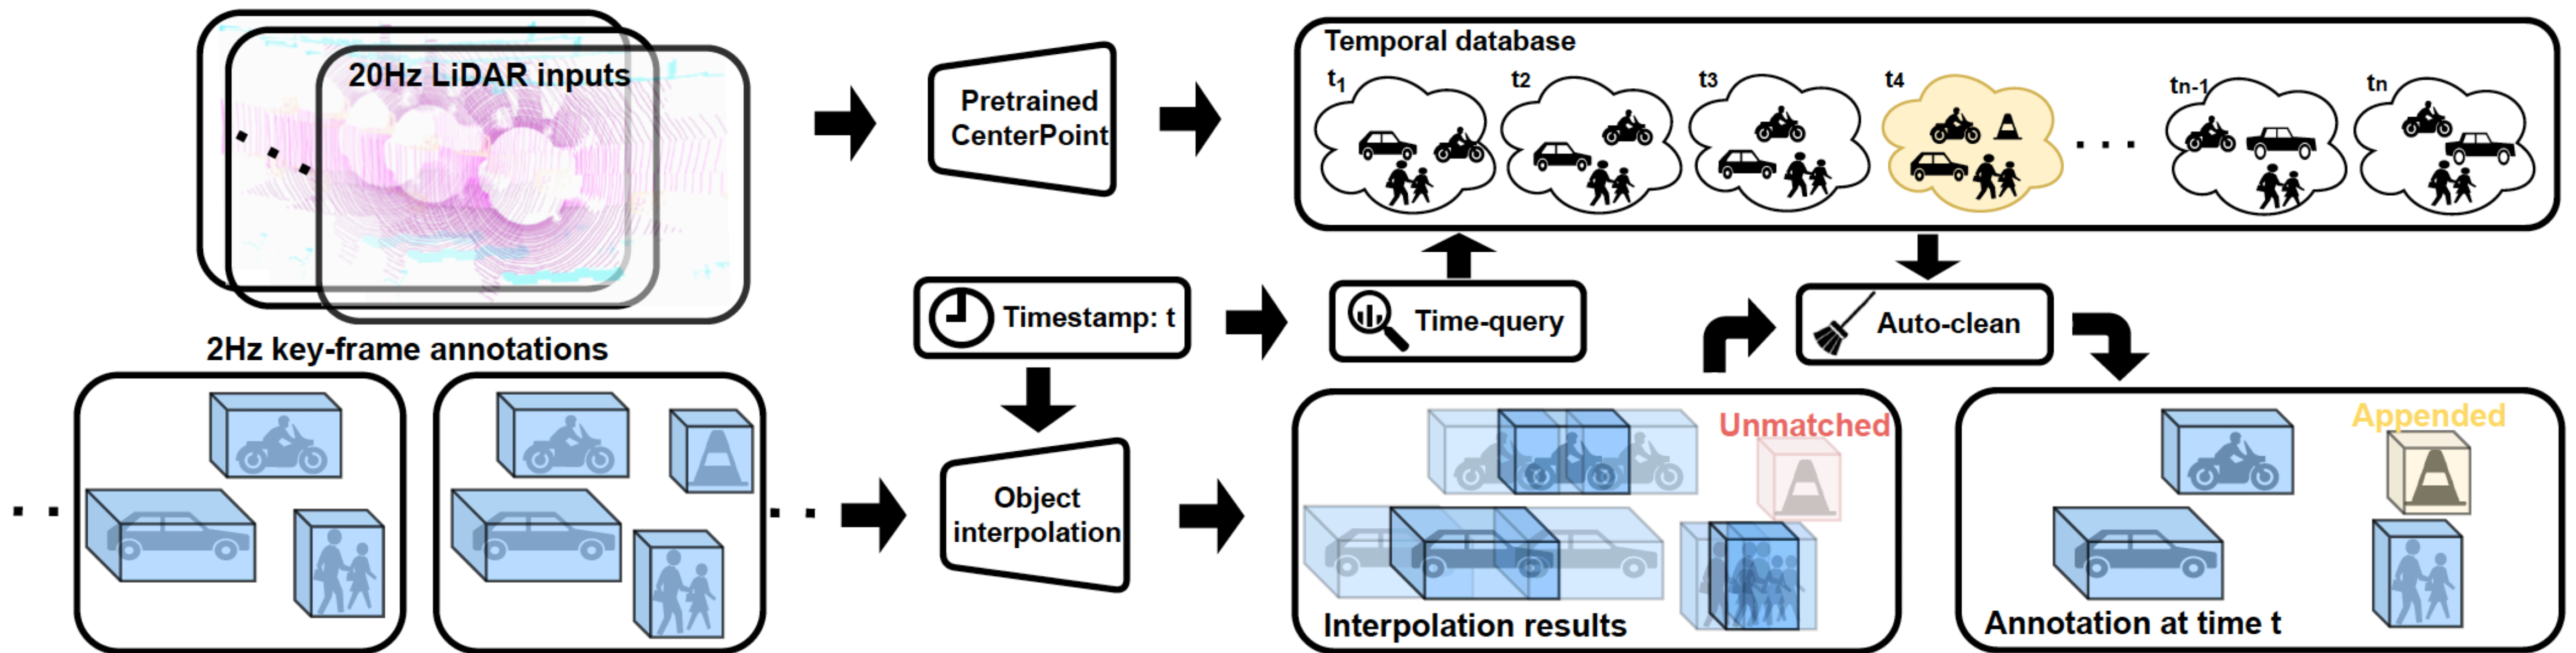 20Hz LiDAR inputs
Pretrained
CenterPoint
Temporal database
t1
t2
t3
t4
tn-1
tn
Timestamp: t
Time-query
Auto-clean
2Hz key-frame annotations
Object
interpolation
Unmatched
Interpolation results
Appended
Annotation at time t